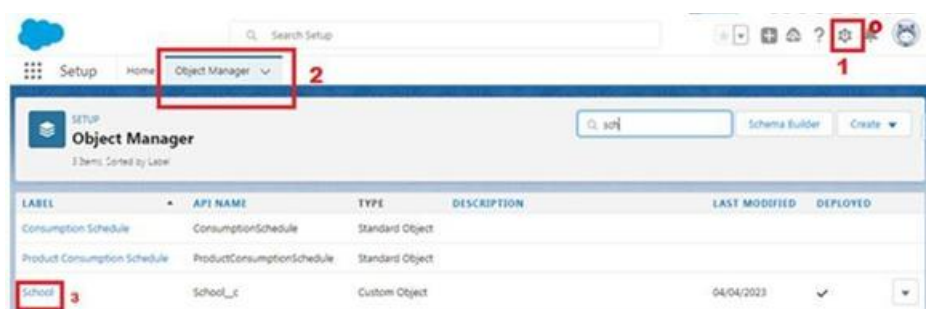 Search Setup
?
1
Setup Home Object Manager 2
SETUP
Object Manager
3 Items, Sorted by Label
sch
Schema Builder Create
LABEL API NAME TYPE DESCRIPTION LAST MODIFIED DEPLOYED
Consumption Schedule ConsumptionSchedule Standard Object
Product Consumption Schedule ProductConsumptionSchedule Standard Object
School 3 School__c Custom Object 04/04/2023